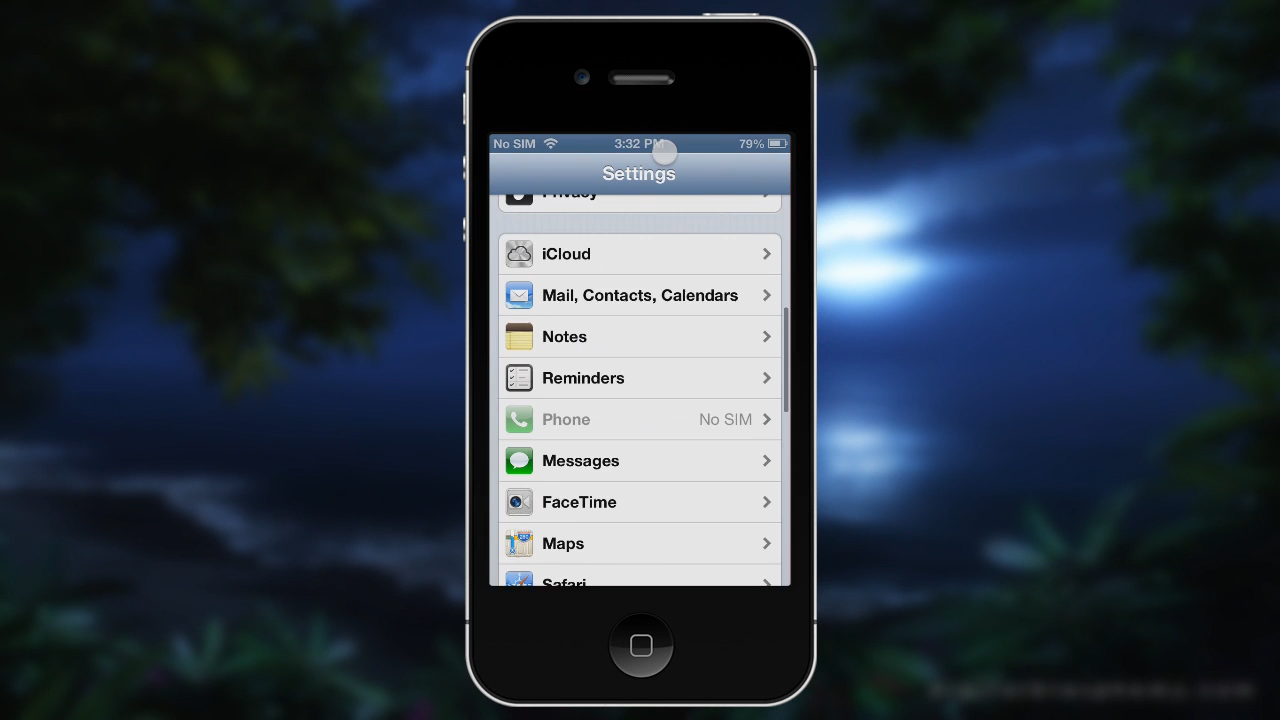 No SIM 3:32 PM 79%
Settings
Privacy
iCloud
Mail, Contacts, Calendars
Notes
Reminders
Phone No SIM
Messages
FaceTime
Maps
Safari